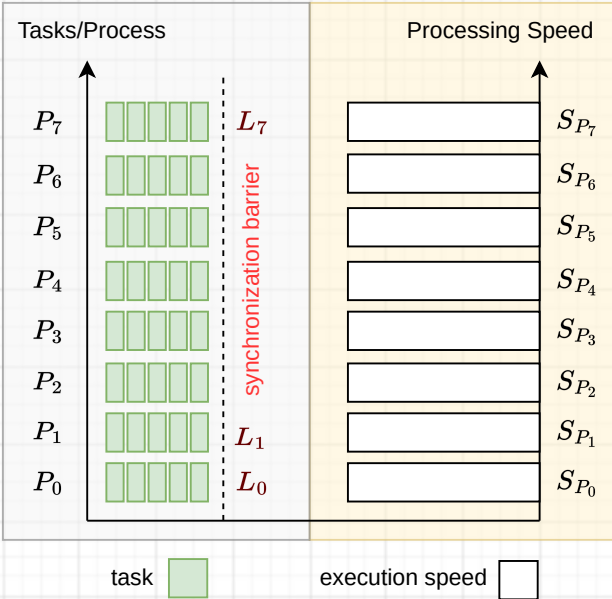 Tasks/Process Processing Speed
P7 L7 SP7
P6 SP6
P5 SP5
P4 SP4
P3 SP3
P2 SP2
P1 L1 SP1
P0 L0 SP0
synchronization barrier
task execution speed